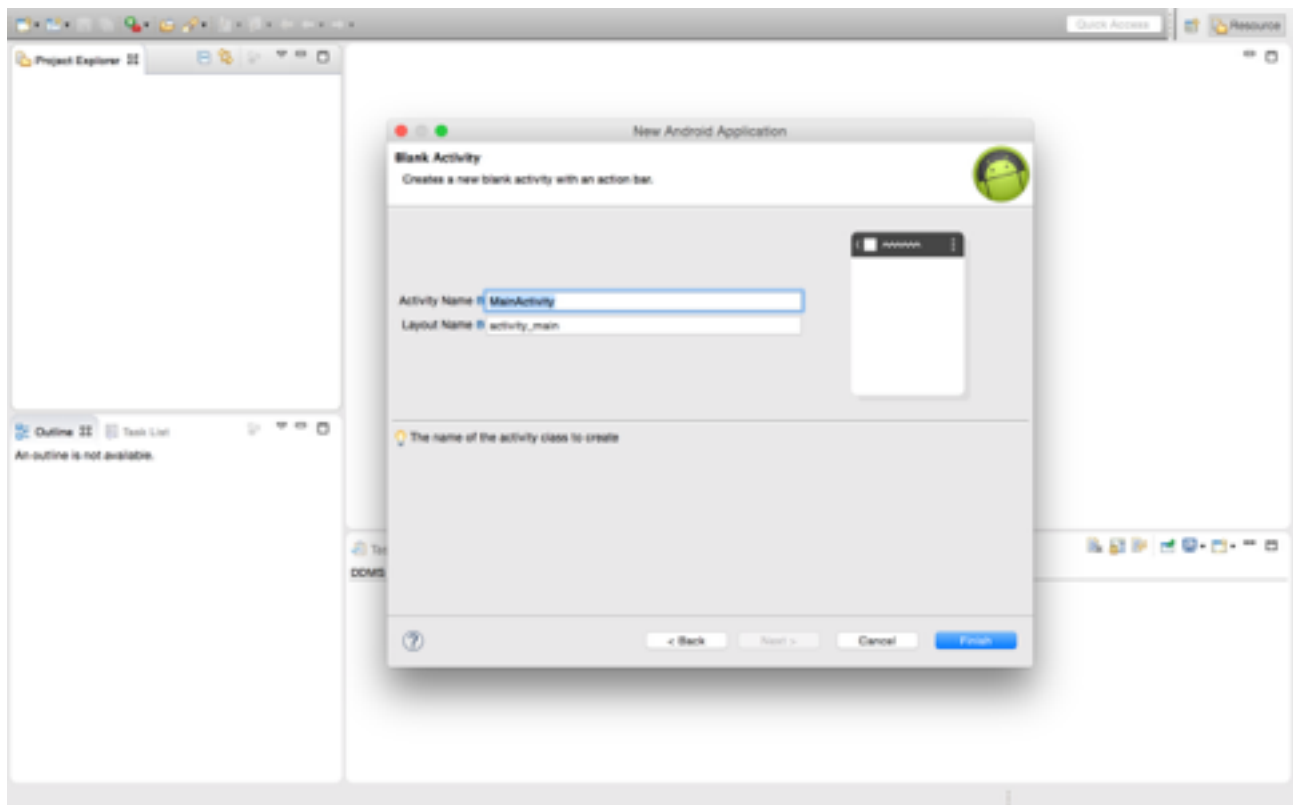 Quick Access
Resource
Project Explorer
New Android Application
Blank Activity
Creates a new blank activity with an action bar.
Activity Name MainActivity
Layout Name activity_main
The name of the activity class to create
Outline Task List
An outline is not available.
DDMS
< Back Next > Cancel Finish